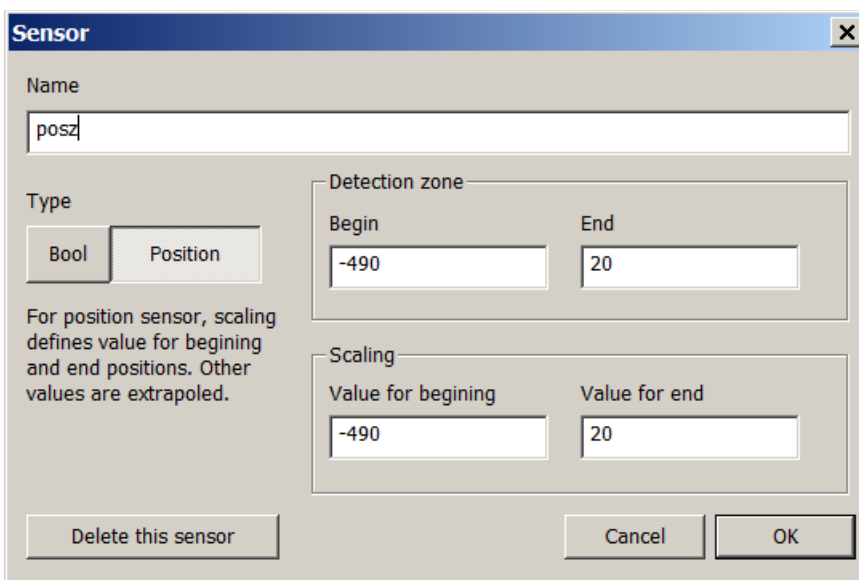 Sensor
Name
posz
Type
Bool
Position
For position sensor, scaling
defines value for begining
and end positions. Other
values are extrapoled.
Detection zone
Begin
End
-490
20
Scaling
Value for begining
Value for end
-490
20
Delete this sensor
Cancel
OK